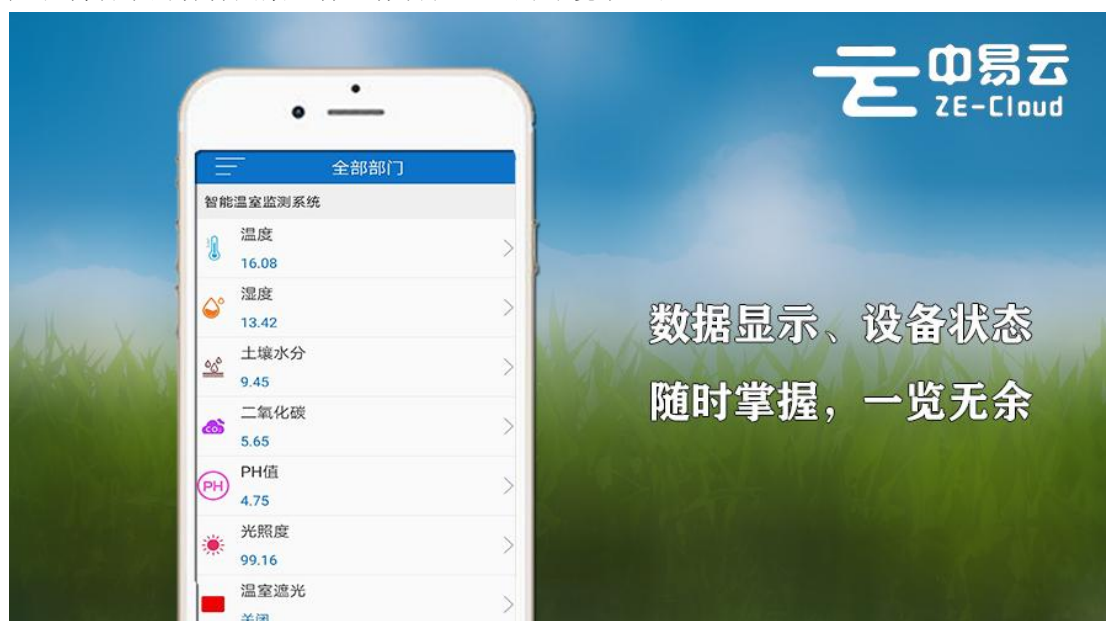 中易云
ZE-Cloud
全部部门
智能温室监测系统
温度
16.08
湿度
13.42
土壤水分
9.45
二氧化碳
CO₂
5.65
PH值
PH
4.75
光照度
99.16
温室遮光
数据显示、设备状态
随时掌握，一览无余